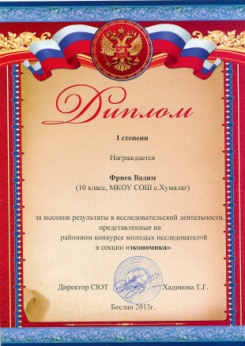 Диплом
I степени
Награждается
Фриев Вадим
(10 класс, МКОУ СОШ с.Хумалаг)
за высокие результаты в исследовательской деятельности,
представленные на
районном конкурсе молодых исследователей
в секции «экономика»
Директор СЮТ Хадикова Т.Г.
Беслан 2013г.